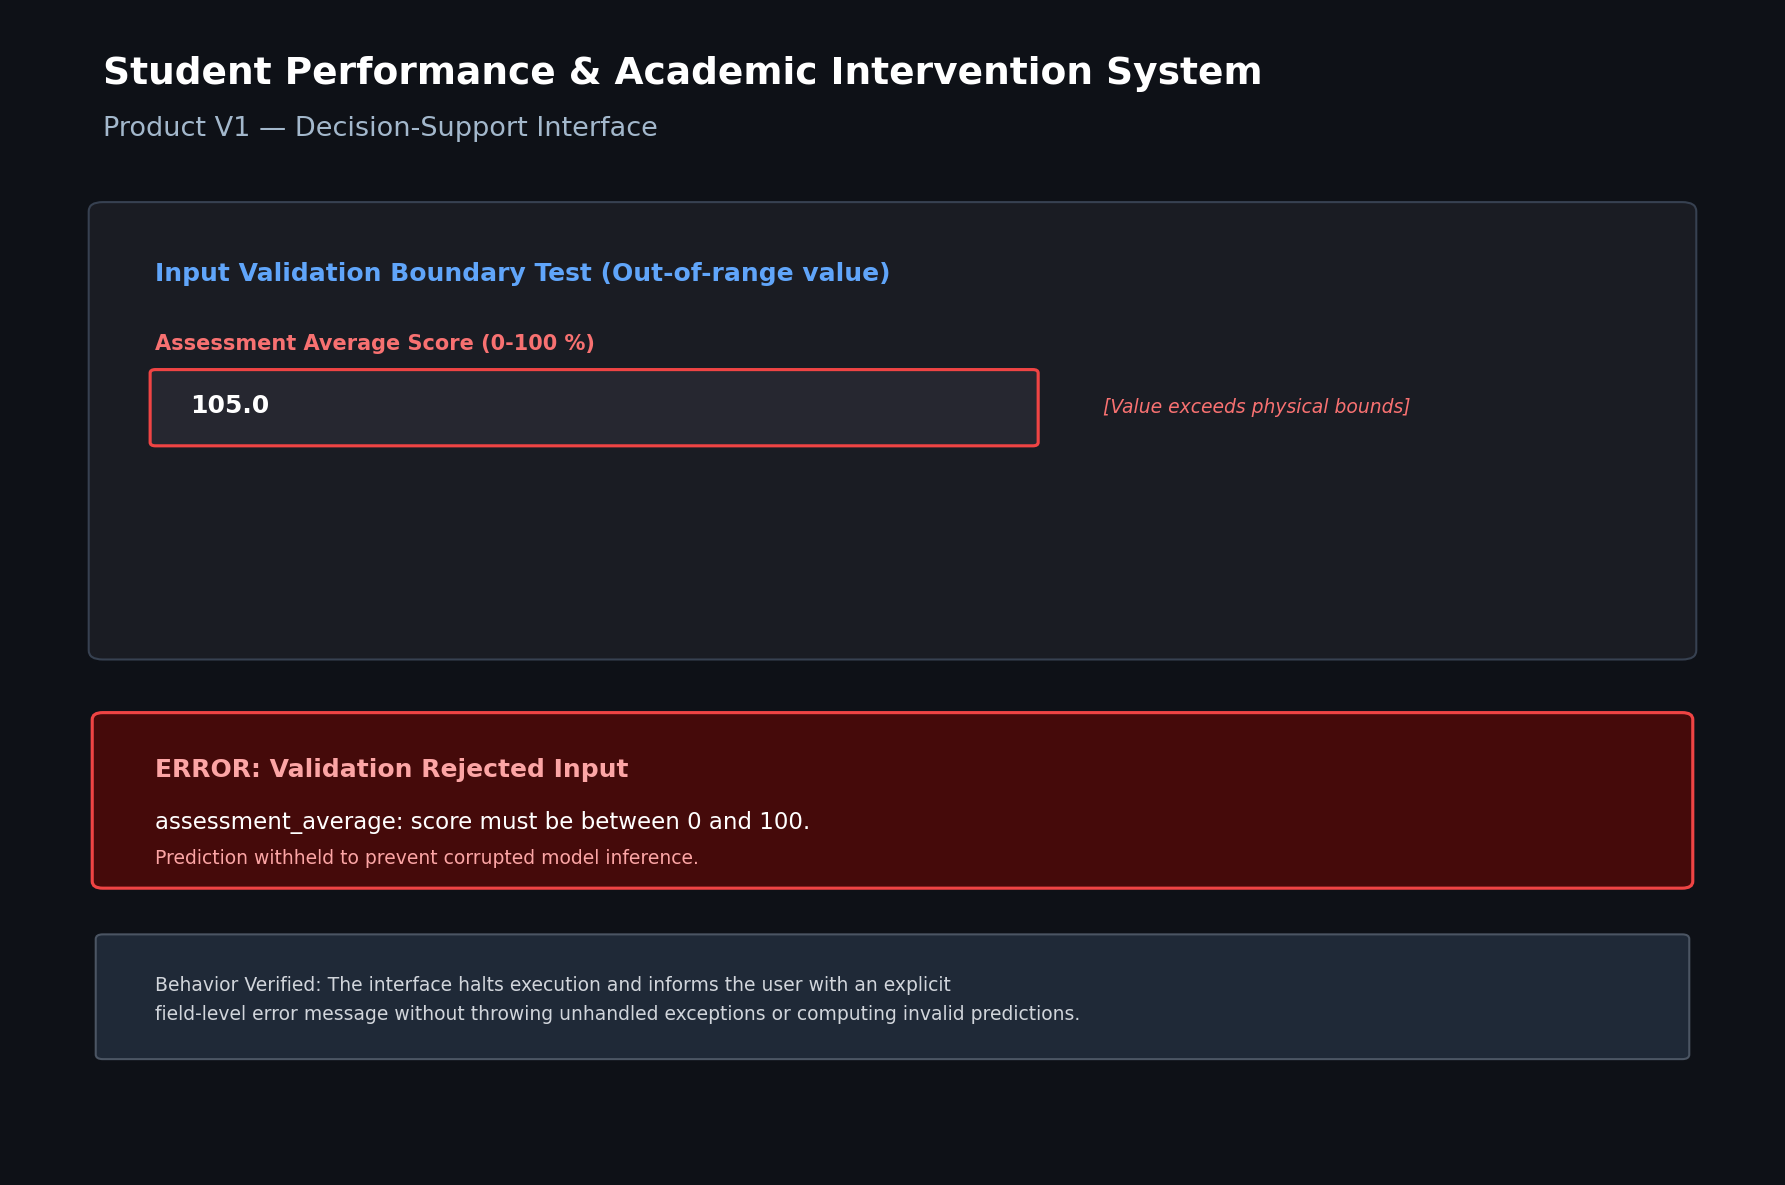 Student Performance & Academic Intervention System
Product V1 — Decision-Support Interface
Input Validation Boundary Test (Out-of-range value)
Assessment Average Score (0-100 %)
105.0
[Value exceeds physical bounds]
ERROR: Validation Rejected Input
assessment_average: score must be between 0 and 100.
Prediction withheld to prevent corrupted model inference.
Behavior Verified: The interface halts execution and informs the user with an explicit
field-level error message without throwing unhandled exceptions or computing invalid predictions.